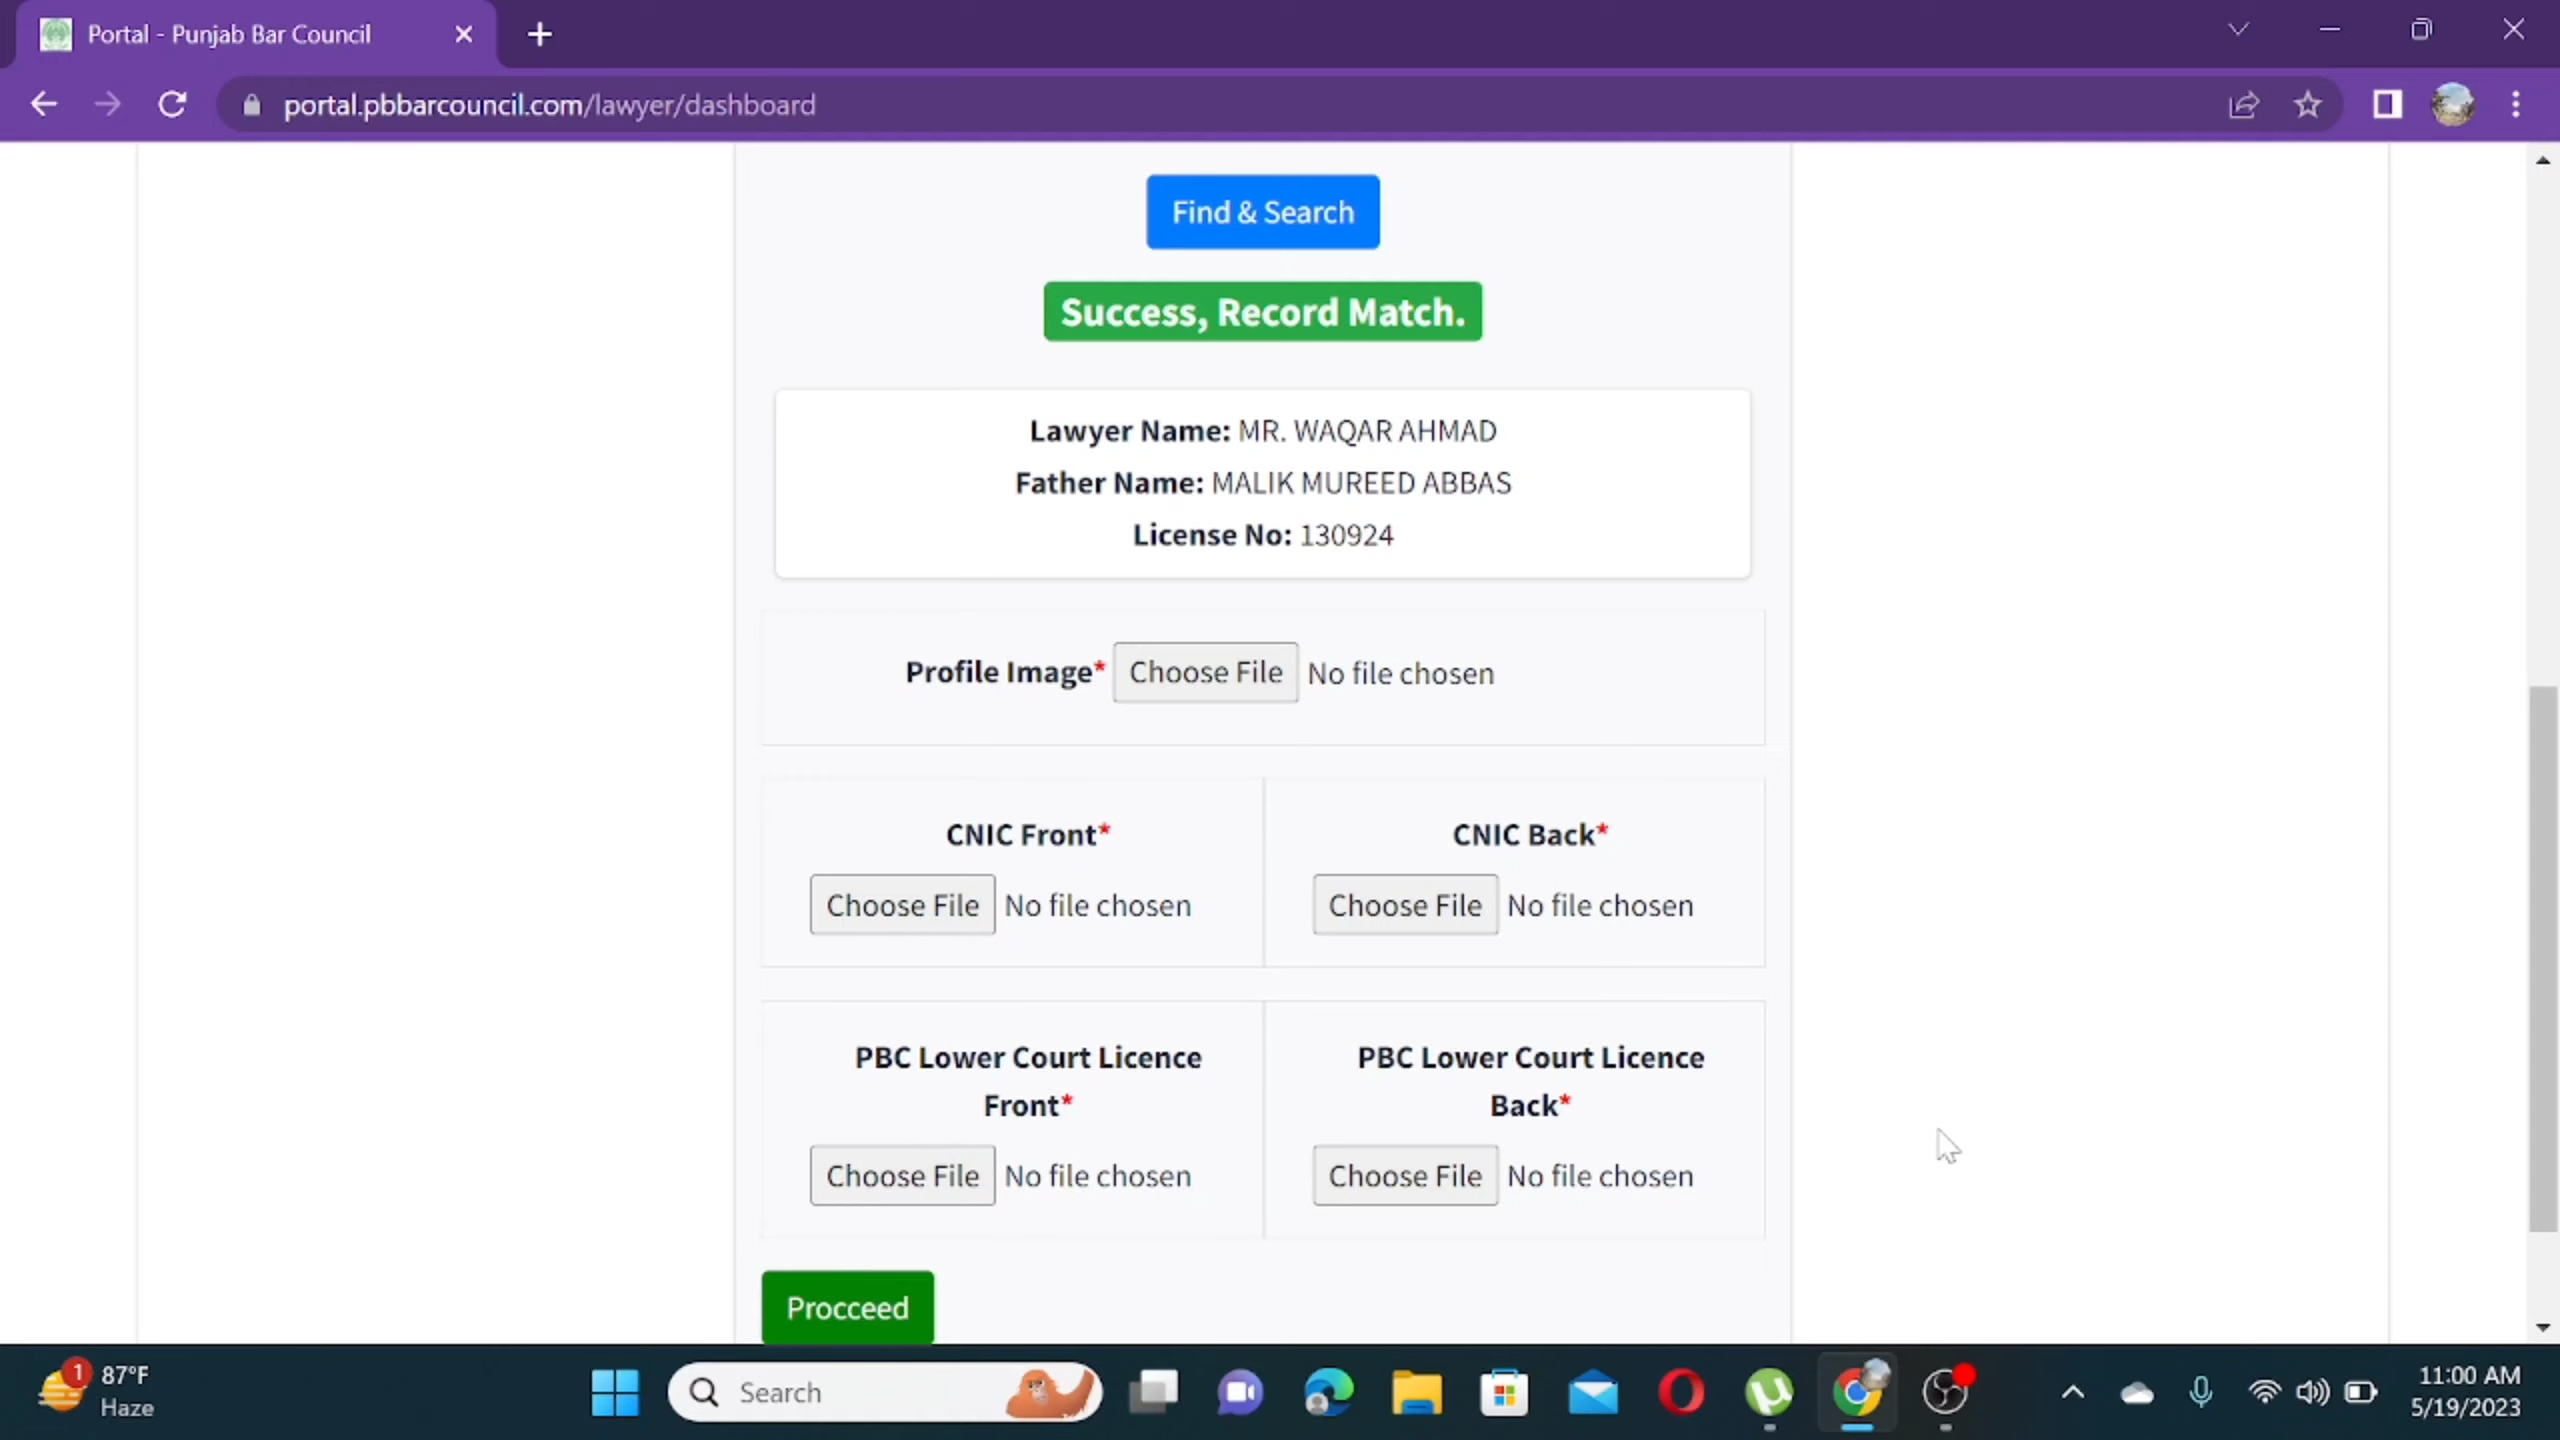 Portal - Punjab Bar Council
portal.pbbarcouncil.com/lawyer/dashboard
Find & Search
Success, Record Match.
Lawyer Name: MR. WAQAR AHMAD
Father Name: MALIK MUREED ABBAS
License No: 130924
Profile Image* Choose File No file chosen
CNIC Front*
Choose File No file chosen
CNIC Back*
Choose File No file chosen
PBC Lower Court Licence
Front*
Choose File No file chosen
PBC Lower Court Licence
Back*
Choose File No file chosen
Procceed
1
87°F
Haze
Search
11:00 AM
5/19/2023